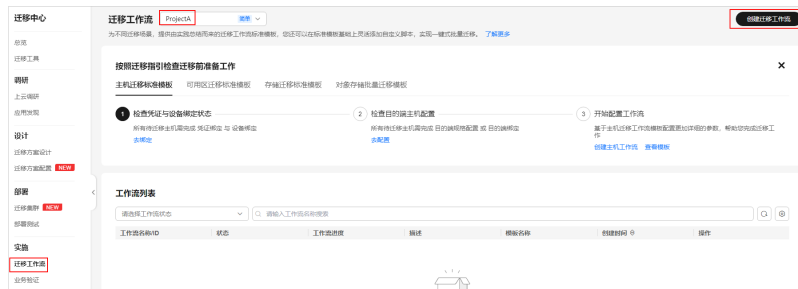 迁移中心
总览
迁移工具
调研
上云调研
应用发现
设计
迁移方案设计
迁移方案配置 NEW
部署
迁移集群 NEW
部署测试
实施
迁移工作流
业务验证
迁移工作流 ProjectA 简单
创建迁移工作流
为不同迁移场景，提供由实践总结而来的迁移工作流标准模板，您还可以在标准模板基础上灵活添加自定义脚本，实现一键式批量迁移。 了解更多
按照迁移指引检查迁移前准备工作
主机迁移标准模板 可用区迁移标准模板 存储迁移标准模板 对象存储批量迁移模板
1 检查凭证与设备绑定状态
所有待迁移主机需完成 凭证绑定 与 设备绑定
去绑定
2 检查目的端主机配置
所有待迁移主机需完成 目的端规格配置 或 目的端绑定
去配置
3 开始配置工作流
基于主机迁移工作流模板配置更加详细的参数，帮助您完成迁移工
作
创建主机工作流 查看模板
工作流列表
请选择工作流状态 请输入工作流名称搜索
工作流名称/ID 状态 工作流进度 描述 模板名称 创建时间 操作